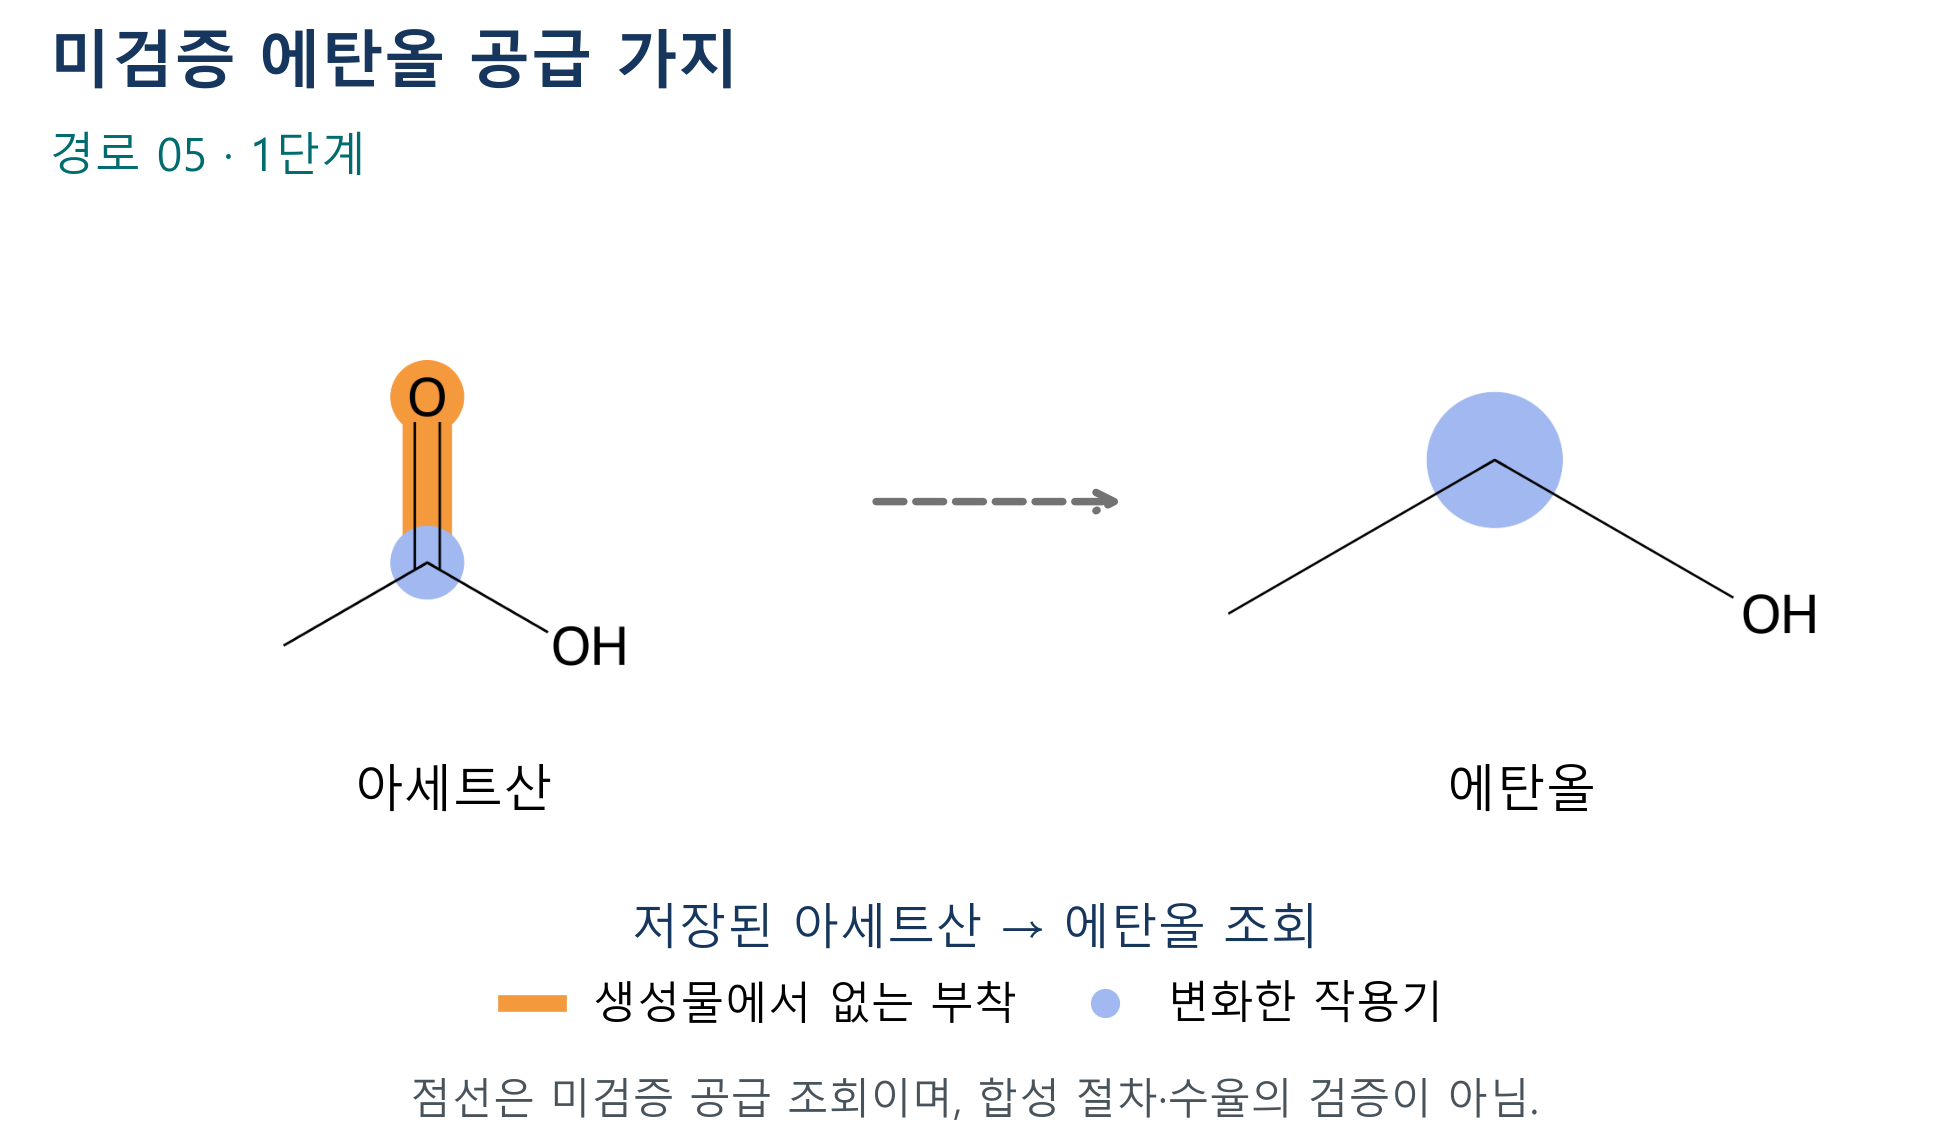 미검증 에탄올 공급 가지
경로 05 · 1단계
O
OH
OH
아세트산
에탄올
저장된 아세트산 → 에탄올 조회
생성물에서 없는 부착
변화한 작용기
점선은 미검증 공급 조회이며, 합성 절차·수율의 검증이 아님.